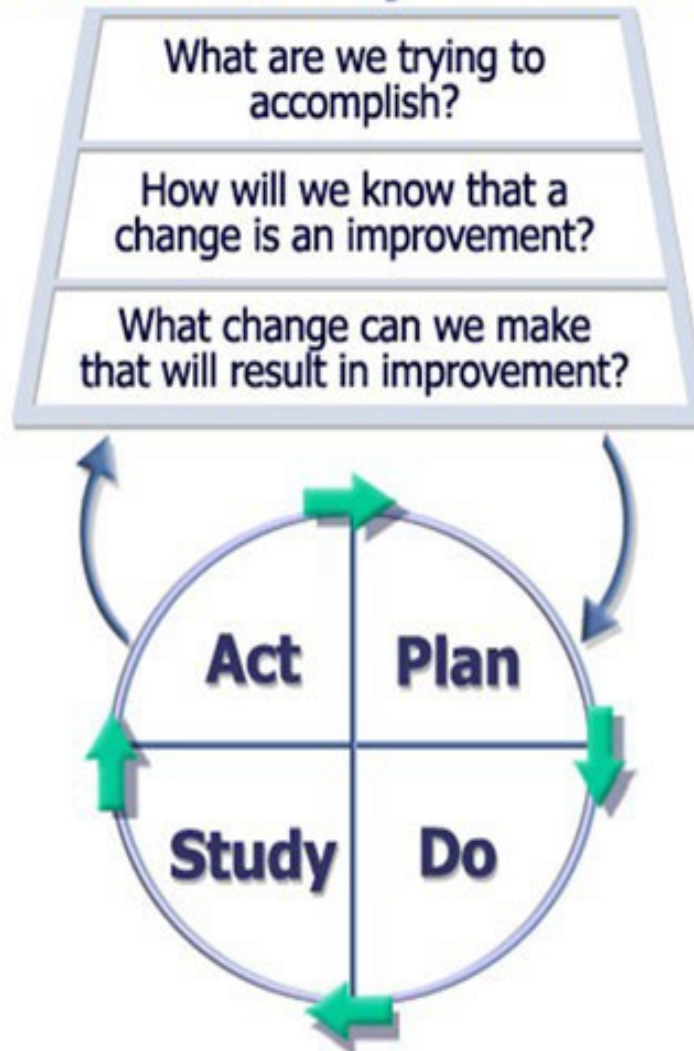 What are we trying to
accomplish?
How will we know that a
change is an improvement?
What change can we make
that will result in improvement?
Act
Plan
Study
Do